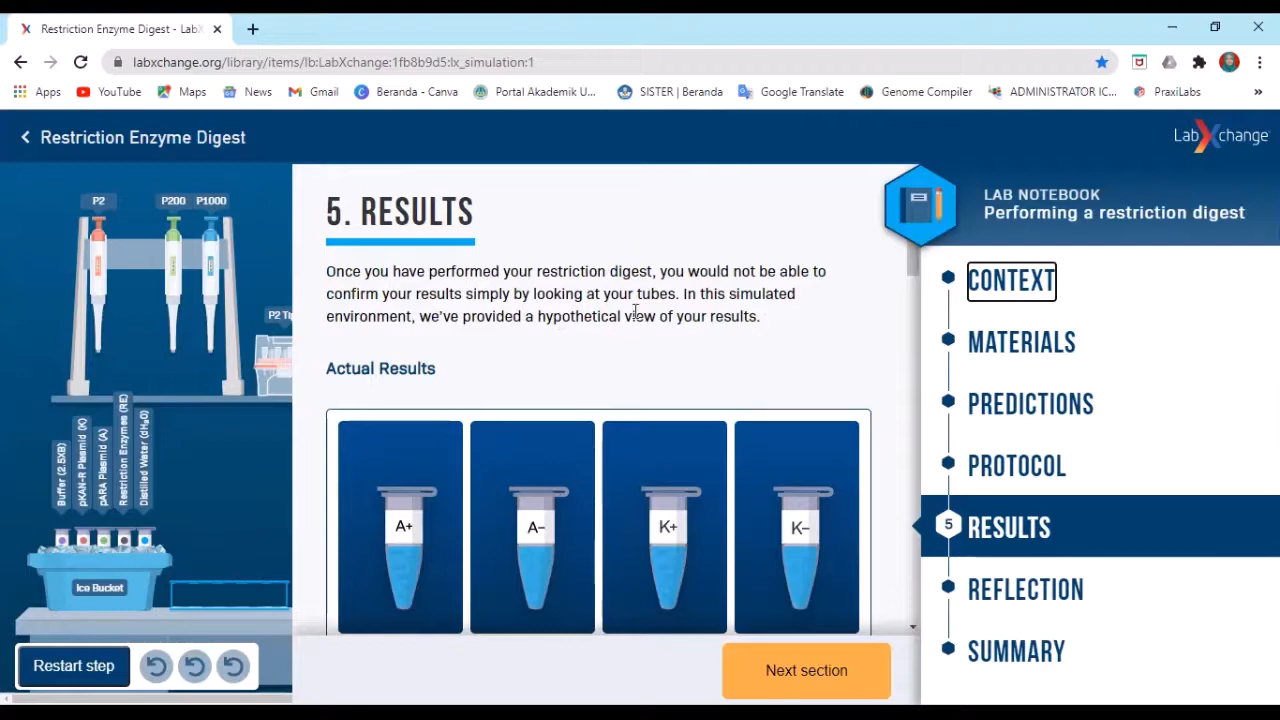 Restriction Enzyme Digest - LabX
labxchange.org/library/items/lb:LabXchange:1fb8b9d5:lx_simulation:1
Apps YouTube Maps News Gmail Beranda - Canva Portal Akademik U... SISTER | Beranda Google Translate Genome Compiler ADMINISTRATOR IC... PraxiLabs »
Restriction Enzyme Digest
LabXchange
P2 P200 P1000
P2 Ti
Buffer (2.5XB)
pKAN-R Plasmid (K)
pARA Plasmid (A)
Restriction Enzymes (RE)
Distilled Water (dH₂O)
Ice Bucket
Restart step
5. RESULTS
Once you have performed your restriction digest, you would not be able to
confirm your results simply by looking at your tubes. In this simulated
environment, we've provided a hypothetical view of your results.
Actual Results
A+ A− K+ K−
Next section
LAB NOTEBOOK
Performing a restriction digest
CONTEXT
MATERIALS
PREDICTIONS
PROTOCOL
5 RESULTS
REFLECTION
SUMMARY